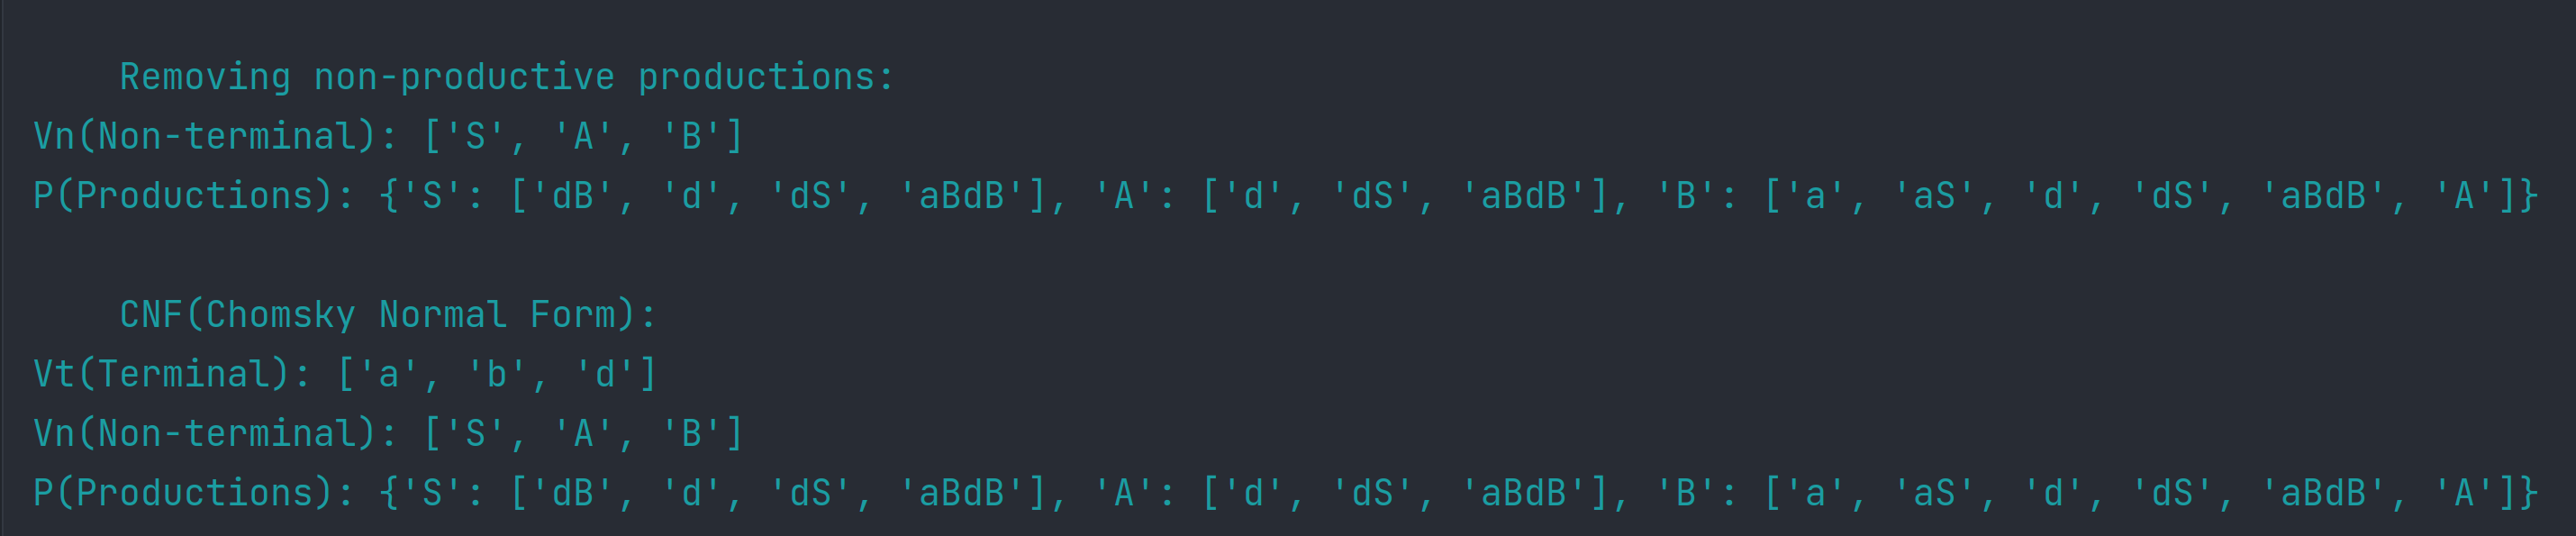 Removing non-productive productions:
Vn(Non-terminal): ['S', 'A', 'B']
P(Productions): {'S': ['dB', 'd', 'dS', 'aBdB'], 'A': ['d', 'dS', 'aBdB'], 'B': ['a', 'aS', 'd', 'dS', 'aBdB', 'A']}
CNF(Chomsky Normal Form):
Vt(Terminal): ['a', 'b', 'd']
Vn(Non-terminal): ['S', 'A', 'B']
P(Productions): {'S': ['dB', 'd', 'dS', 'aBdB'], 'A': ['d', 'dS', 'aBdB'], 'B': ['a', 'aS', 'd', 'dS', 'aBdB', 'A']}